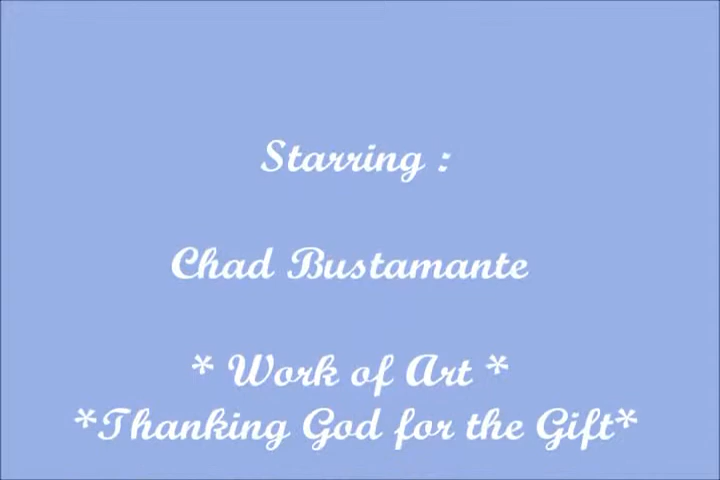 Starring :
Chad Bustamante
* Work of Art *
*Thanking God for the Gift*